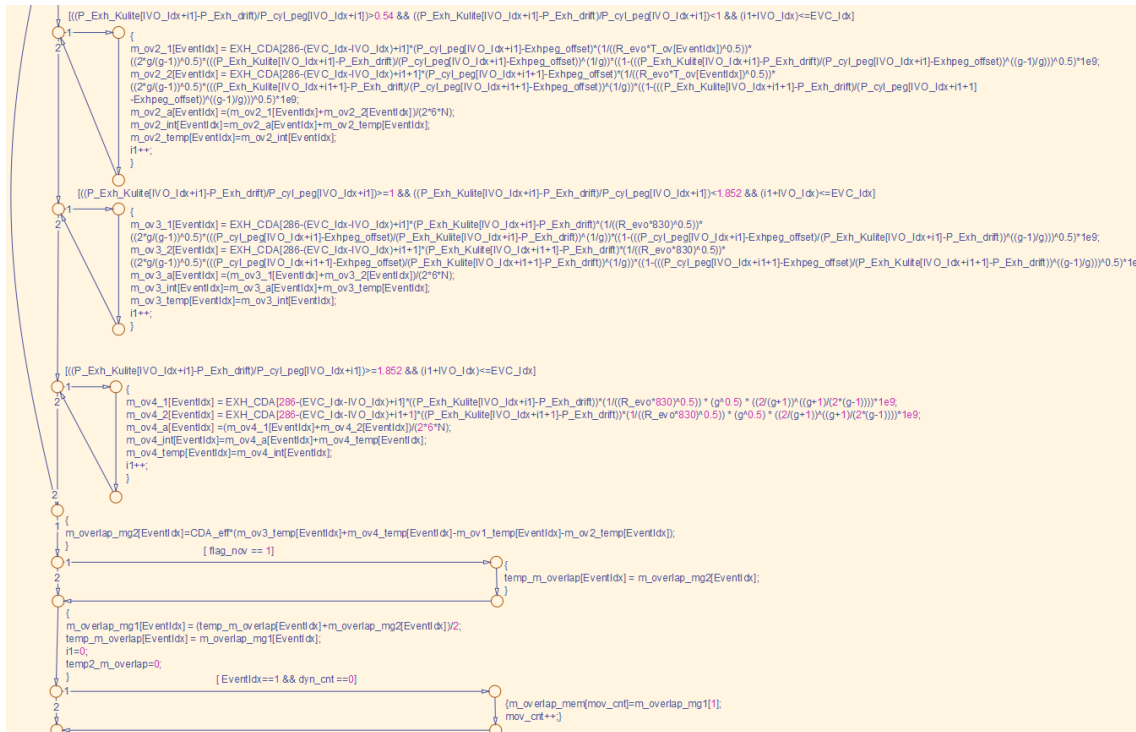 [((P_Exh_Kulite[IVO_Idx+i1]-P_Exh_drift)/P_cyl_peg[IVO_Idx+i1])>0.54 && ((P_Exh_Kulite[IVO_Idx+i1]-P_Exh_drift)/P_cyl_peg[IVO_Idx+i1])<1 && (i1+IVO_Idx)<=EVC_Idx]
1
2
{
m_ov2_1[EventIdx] = EXH_CDA[286-(EVC_Idx-IVO_Idx)+i1]*(P_cyl_peg[IVO_Idx+i1]-Exhpeg_offset)*(1/((R_evo*T_ov[EventIdx])^0.5))*
((2*g/(g-1))^0.5)*(((P_Exh_Kulite[IVO_Idx+i1]-P_Exh_drift)/(P_cyl_peg[IVO_Idx+i1]-Exhpeg_offset))^(1/g))*((1-(((P_Exh_Kulite[IVO_Idx+i1]-P_Exh_drift)/(P_cyl_peg[IVO_Idx+i1]-Exhpeg_offset))^((g-1)/g)))^0.5)*1e9;
m_ov2_2[EventIdx] = EXH_CDA[286-(EVC_Idx-IVO_Idx)+i1+1]*(P_cyl_peg[IVO_Idx+i1+1]-Exhpeg_offset)*(1/((R_evo*T_ov[EventIdx])^0.5))*
((2*g/(g-1))^0.5)*(((P_Exh_Kulite[IVO_Idx+i1+1]-P_Exh_drift)/(P_cyl_peg[IVO_Idx+i1+1]-Exhpeg_offset))^(1/g))*((1-(((P_Exh_Kulite[IVO_Idx+i1+1]-P_Exh_drift)/(P_cyl_peg[IVO_Idx+i1+1]
-Exhpeg_offset))^((g-1)/g)))^0.5)*1e9;
m_ov2_a[EventIdx] =(m_ov2_1[EventIdx]+m_ov2_2[EventIdx])/(2*6*N);
m_ov2_int[EventIdx]=m_ov2_a[EventIdx]+m_ov2_temp[EventIdx];
m_ov2_temp[EventIdx]=m_ov2_int[EventIdx];
i1++;
}
[((P_Exh_Kulite[IVO_Idx+i1]-P_Exh_drift)/P_cyl_peg[IVO_Idx+i1])>=1 && ((P_Exh_Kulite[IVO_Idx+i1]-P_Exh_drift)/P_cyl_peg[IVO_Idx+i1])<1.852 && (i1+IVO_Idx)<=EVC_Idx]
1
2
{
m_ov3_1[EventIdx] = EXH_CDA[286-(EVC_Idx-IVO_Idx)+i1]*(P_Exh_Kulite[IVO_Idx+i1]-P_Exh_drift)*(1/((R_evo*830)^0.5))*
((2*g/(g-1))^0.5)*(((P_cyl_peg[IVO_Idx+i1]-Exhpeg_offset)/(P_Exh_Kulite[IVO_Idx+i1]-P_Exh_drift))^(1/g))*((1-(((P_cyl_peg[IVO_Idx+i1]-Exhpeg_offset)/(P_Exh_Kulite[IVO_Idx+i1]-P_Exh_drift))^((g-1)/g)))^0.5)*1e9;
m_ov3_2[EventIdx] = EXH_CDA[286-(EVC_Idx-IVO_Idx)+i1+1]*(P_Exh_Kulite[IVO_Idx+i1+1]-P_Exh_drift)*(1/((R_evo*830)^0.5))*
((2*g/(g-1))^0.5)*(((P_cyl_peg[IVO_Idx+i1+1]-Exhpeg_offset)/(P_Exh_Kulite[IVO_Idx+i1+1]-P_Exh_drift))^(1/g))*((1-(((P_cyl_peg[IVO_Idx+i1+1]-Exhpeg_offset)/(P_Exh_Kulite[IVO_Idx+i1+1]-P_Exh_drift))^((g-1)/g)))^0.5)*1e
m_ov3_a[EventIdx] =(m_ov3_1[EventIdx]+m_ov3_2[EventIdx])/(2*6*N);
m_ov3_int[EventIdx]=m_ov3_a[EventIdx]+m_ov3_temp[EventIdx];
m_ov3_temp[EventIdx]=m_ov3_int[EventIdx];
i1++;
}
[((P_Exh_Kulite[IVO_Idx+i1]-P_Exh_drift)/P_cyl_peg[IVO_Idx+i1])>=1.852 && (i1+IVO_Idx)<=EVC_Idx]
1
2
{
m_ov4_1[EventIdx] = EXH_CDA[286-(EVC_Idx-IVO_Idx)+i1]*((P_Exh_Kulite[IVO_Idx+i1]-P_Exh_drift))*(1/((R_evo*830)^0.5)) * (g^0.5) * ((2/(g+1))^((g+1)/(2*(g-1))))*1e9;
m_ov4_2[EventIdx] = EXH_CDA[286-(EVC_Idx-IVO_Idx)+i1+1]*((P_Exh_Kulite[IVO_Idx+i1+1]-P_Exh_drift))*(1/((R_evo*830)^0.5)) * (g^0.5) * ((2/(g+1))^((g+1)/(2*(g-1))))*1e9;
m_ov4_a[EventIdx] =(m_ov4_1[EventIdx]+m_ov4_2[EventIdx])/(2*6*N);
m_ov4_int[EventIdx]=m_ov4_a[EventIdx]+m_ov4_temp[EventIdx];
m_ov4_temp[EventIdx]=m_ov4_int[EventIdx];
i1++;
}
2
1
{
m_overlap_mg2[EventIdx]=CDA_eff*(m_ov3_temp[EventIdx]+m_ov4_temp[EventIdx]-m_ov1_temp[EventIdx]-m_ov2_temp[EventIdx]);
}
[ flag_nov == 1]
1
2
{
temp_m_overlap[EventIdx] = m_overlap_mg2[EventIdx];
}
{
m_overlap_mg1[EventIdx] = (temp_m_overlap[EventIdx]+m_overlap_mg2[EventIdx])/2;
temp_m_overlap[EventIdx] = m_overlap_mg1[EventIdx];
i1=0;
temp2_m_overlap=0;
}
[ EventIdx==1 && dyn_cnt ==0]
1
2
{m_overlap_mem[mov_cnt]=m_overlap_mg1[1];
mov_cnt++;}